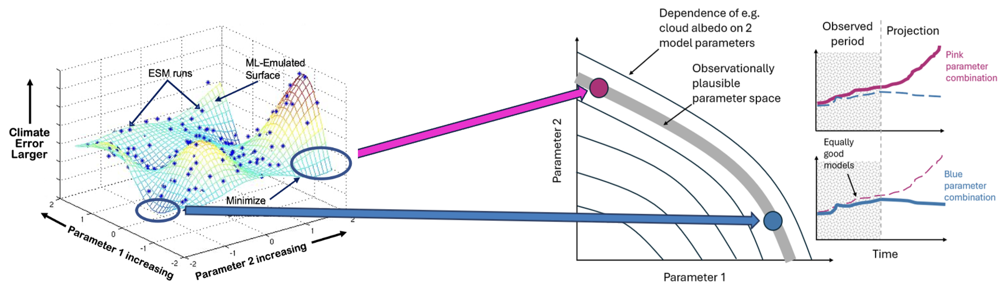 ESM runs
ML-Emulated
Surface
Climate
Error
Larger
Minimize
2
1
0
-1
-2
-2
-1
0
1
2
Parameter 1 increasing
Parameter 2 increasing
Dependence of e.g.
cloud albedo on 2
model parameters
Observationally
plausible
parameter space
Parameter 2
Parameter 1
Observed
period
Projection
Pink
parameter
combination
Equally
good
models
Blue
parameter
combination
Time